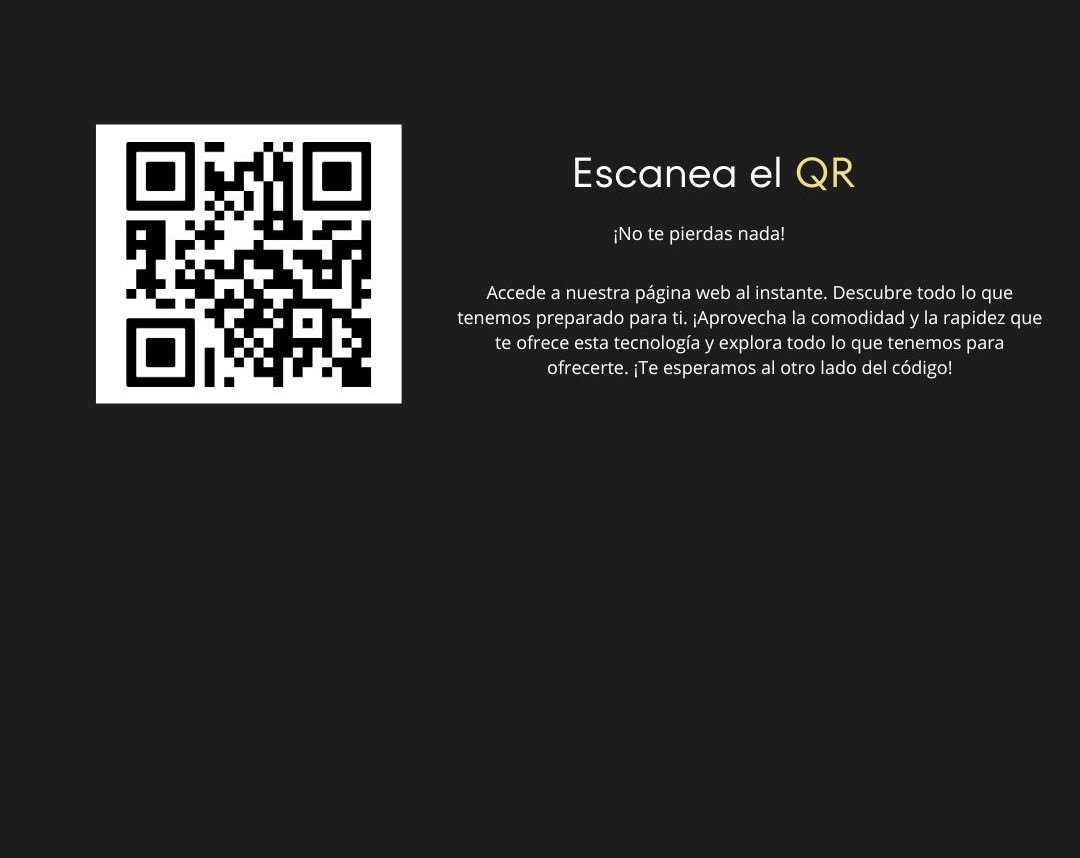 Escanea el QR
¡No te pierdas nada!
Accede a nuestra página web al instante. Descubre todo lo que
tenemos preparado para ti. ¡Aprovecha la comodidad y la rapidez que
te ofrece esta tecnología y explora todo lo que tenemos para
ofrecerte. ¡Te esperamos al otro lado del código!